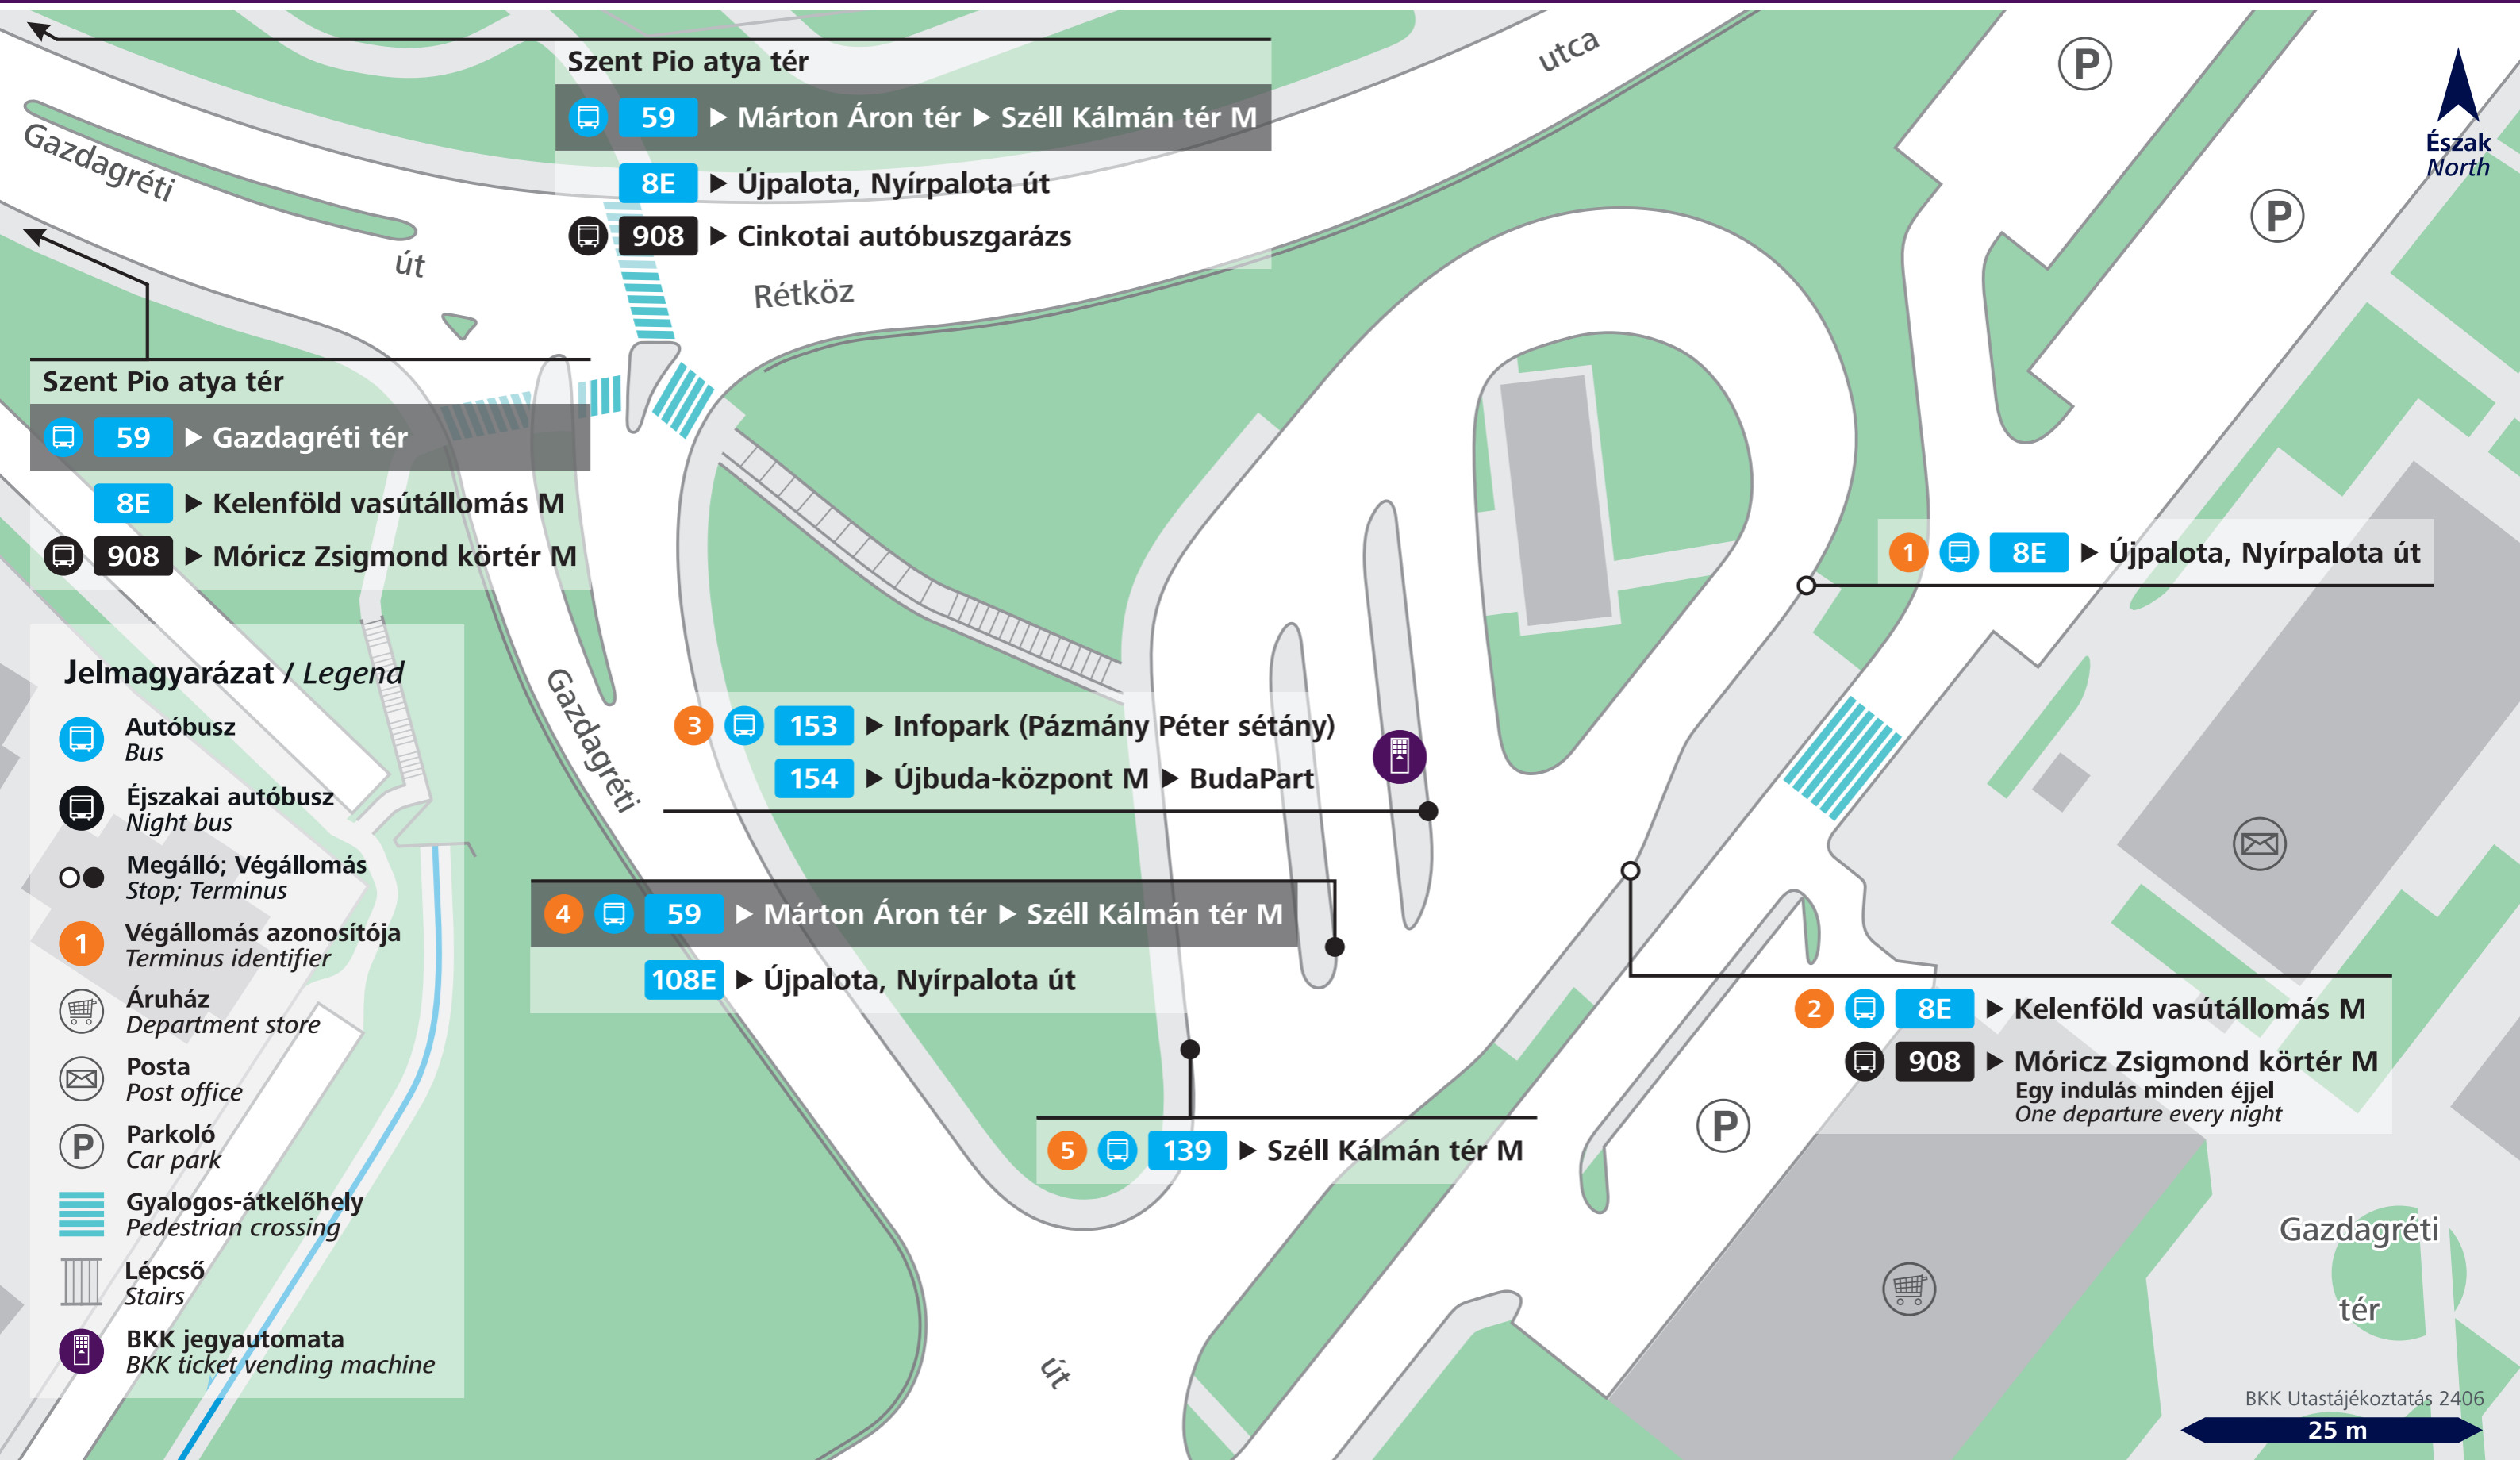 utca
P
Észak
North
P
Szent Pio atya tér
59 Márton Áron tér Széll Kálmán tér M
8E Újpalota, Nyírpalota út
908 Cinkotai autóbuszgarázs
Gazdagréti
út
Rétköz
Szent Pio atya tér
59 Gazdagréti tér
8E Kelenföld vasútállomás M
908 Móricz Zsigmond körtér M
1 8E Újpalota, Nyírpalota út
Jelmagyarázat / Legend
Autóbusz
Bus
Éjszakai autóbusz
Night bus
Megálló; Végállomás
Stop; Terminus
1 Végállomás azonosítója
Terminus identifier
Áruház
Department store
Posta
Post office
P Parkoló
Car park
Gyalogos-átkelőhely
Pedestrian crossing
Lépcső
Stairs
BKK jegyautomata
BKK ticket vending machine
Gazdagréti
3 153 Infopark (Pázmány Péter sétány)
154 Újbuda-központ M BudaPart
4 59 Márton Áron tér Széll Kálmán tér M
108E Újpalota, Nyírpalota út
2 8E Kelenföld vasútállomás M
908 Móricz Zsigmond körtér M
Egy indulás minden éjjel
One departure every night
5 139 Széll Kálmán tér M
P
út
Gazdagréti
tér
BKK Utastájékoztatás 2406
25 m